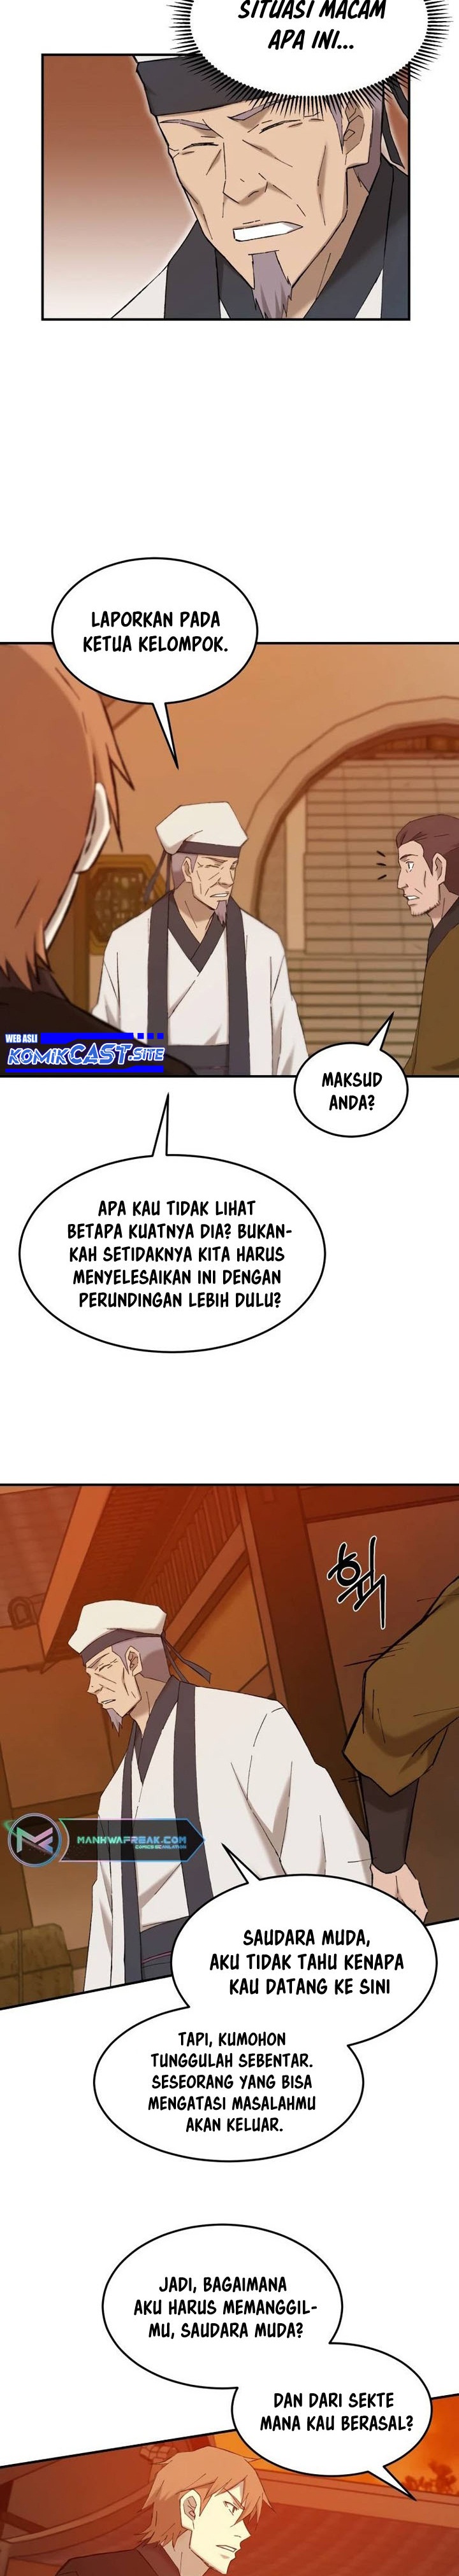 SITUASI MACAM
APA INI...
LAPORKAN PADA
KETUA KELOMPOK.
WEB ASLI
KOMIKCAST.SITE
MAKSUD
ANDA?
APA KAU TIDAK LIHAT
BETAPA KUATNYA DIA? BUKAN-
KAH SETIDAKNYA KITA HARUS
MENYELESAIKAN INI DENGAN
PERUNDINGAN LEBIH DULU?
MANHWAFREAK.COM
SAUDARA MUDA,
AKU TIDAK TAHU KENAPA
KAU DATANG KE SINI
TAPI, KUMOHON
TUNGGULAH SEBENTAR.
SESEORANG YANG BISA
MENGATASI MASALAHMU
AKAN KELUAR.
JADI, BAGAIMANA
AKU HARUS MEMANGGIL-
MU, SAUDARA MUDA?
DAN DARI SEKTE
MANA KAU BERASAL?